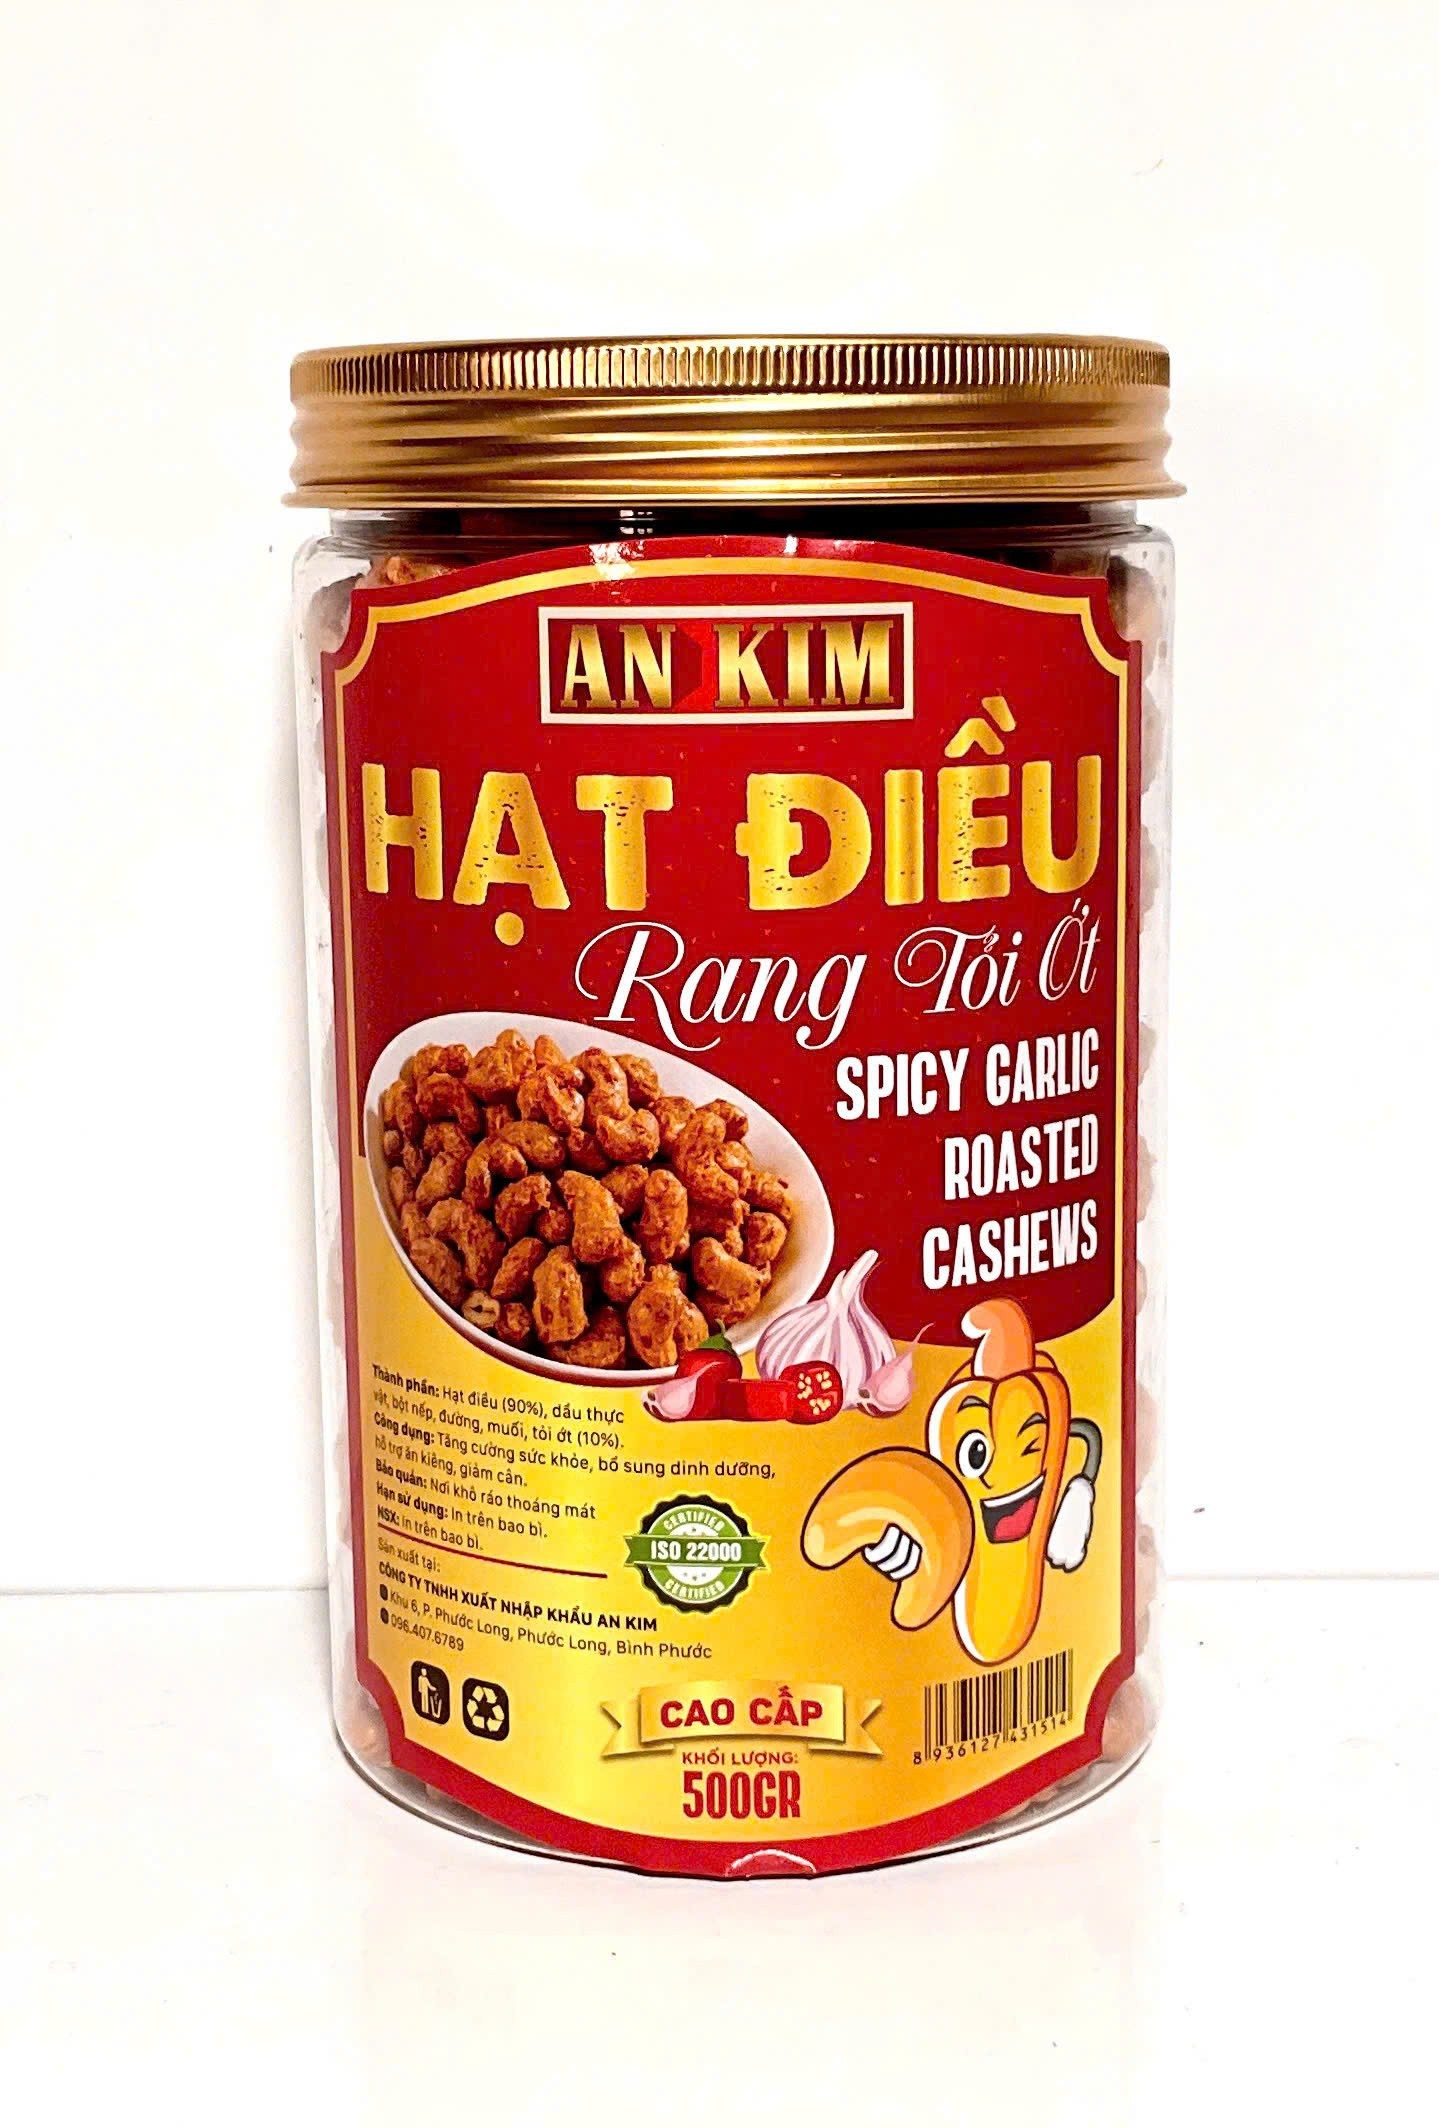 AN KIM
HẠT ĐIỀU
Rang Tỏi Ớt
SPICY GARLIC
ROASTED
CASHEWS
Thành phần: Hạt điều (90%), dầu thực
vật, bột nếp, đường, muối, tỏi ớt (10%).
Công dụng: Tăng cường sức khỏe, bổ sung dinh dưỡng,
hỗ trợ ăn kiêng, giảm cân.
Bảo quản: Nơi khô ráo thoáng mát
Hạn sử dụng: In trên bao bì.
NSX: In trên bao bì.
Sản xuất tại:
CÔNG TY TNHH XUẤT NHẬP KHẨU AN KIM
Khu 6, P. Phước Long, Phước Long, Bình Phước
096.407.6789
CERTIFIED
ISO 22000
CERTIFIED
CAO CẤP
KHỐI LƯỢNG:
500GR
8 936127 431514